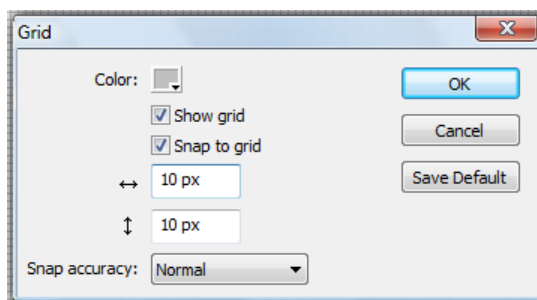 Grid
Color:
OK
Show grid
Cancel
Snap to grid
10 px
Save Default
10 px
Snap accuracy: Normal